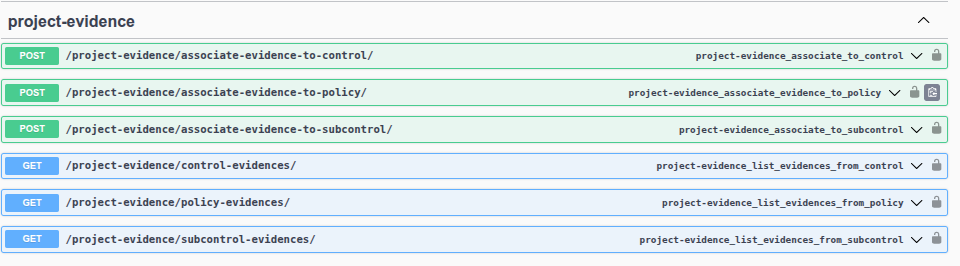 project-evidence
POST /project-evidence/associate-evidence-to-control/ project-evidence_associate_to_control
POST /project-evidence/associate-evidence-to-policy/ project-evidence_associate_evidence_to_policy
POST /project-evidence/associate-evidence-to-subcontrol/ project-evidence_associate_to_subcontrol
GET /project-evidence/control-evidences/ project-evidence_list_evidences_from_control
GET /project-evidence/policy-evidences/ project-evidence_list_evidences_from_policy
GET /project-evidence/subcontrol-evidences/ project-evidence_list_evidences_from_subcontrol